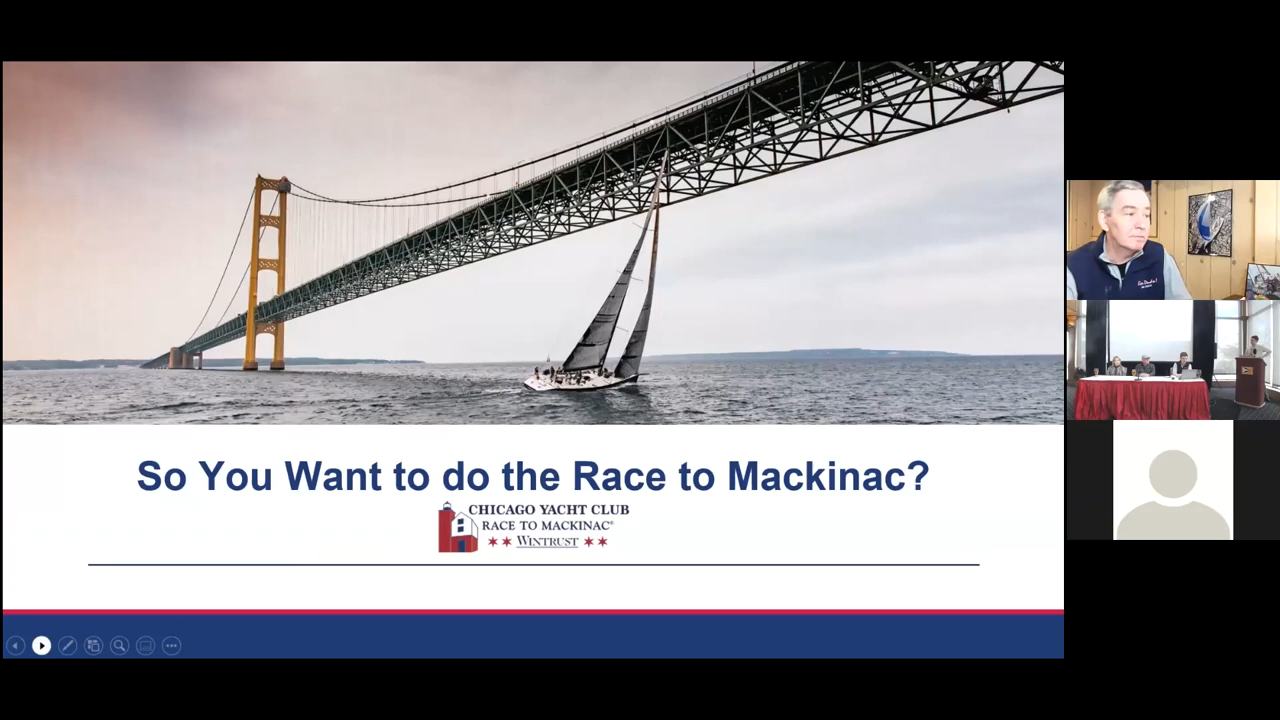 So You Want to do the Race to Mackinac?
CHICAGO YACHT CLUB
RACE TO MACKINAC®
WINTRUST